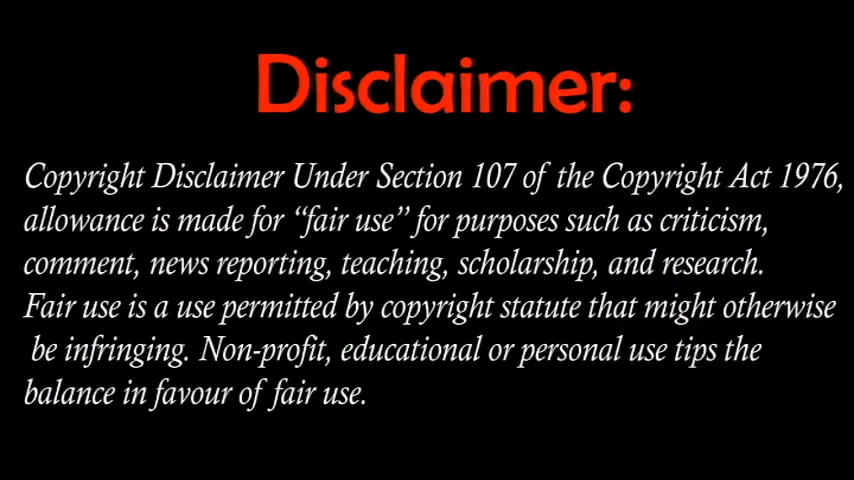 Disclaimer:
Copyright Disclaimer Under Section 107 of the Copyright Act 1976,
allowance is made for “fair use” for purposes such as criticism,
comment, news reporting, teaching, scholarship, and research.
Fair use is a use permitted by copyright statute that might otherwise
be infringing. Non-profit, educational or personal use tips the
balance in favour of fair use.